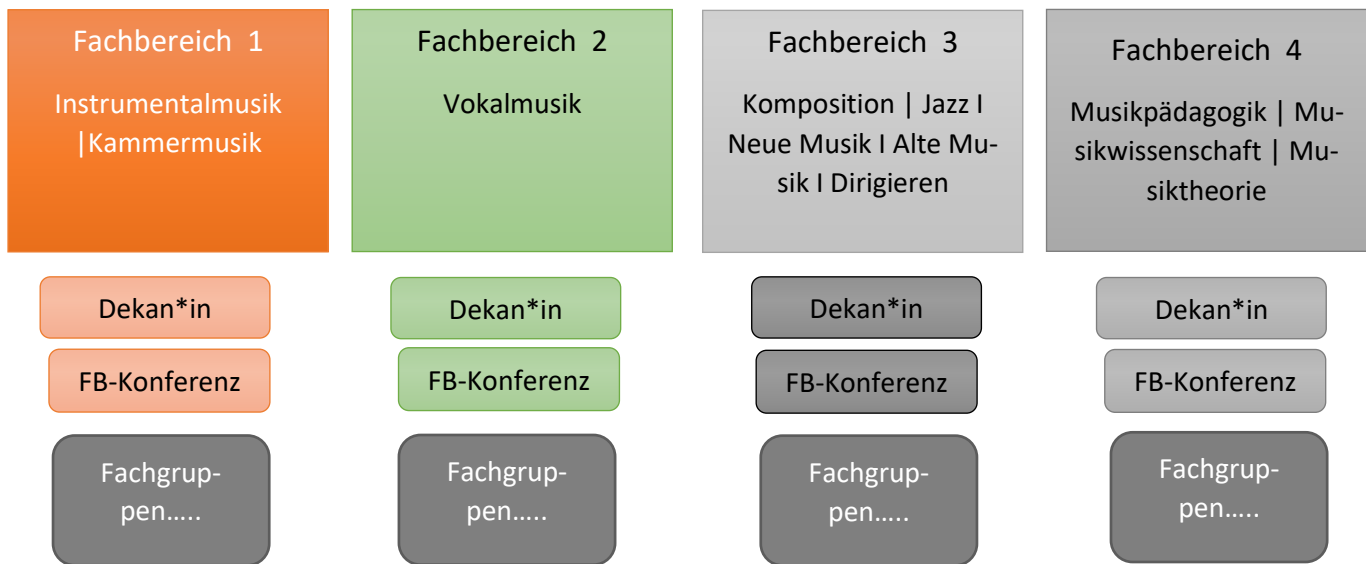 Fachbereich 1
Instrumentalmusik
|Kammermusik
Dekan*in
FB-Konferenz
Fachgrup-
pen…..
Fachbereich 2
Vokalmusik
Dekan*in
FB-Konferenz
Fachgrup-
pen…..
Fachbereich 3
Komposition | Jazz I
Neue Musik I Alte Mu-
sik I Dirigieren
Dekan*in
FB-Konferenz
Fachgrup-
pen…..
Fachbereich 4
Musikpädagogik | Mu-
sikwissenschaft | Mu-
siktheorie
Dekan*in
FB-Konferenz
Fachgrup-
pen…..